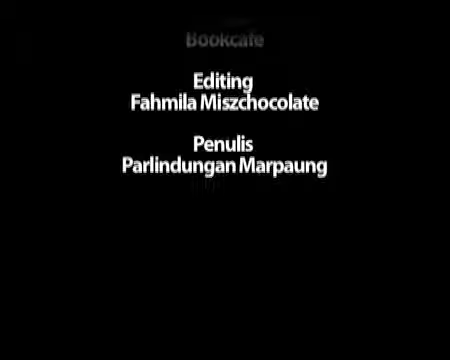 Bookcafe
Editing
Fahmila Miszchocolate
Penulis
Parlindungan Marpaung